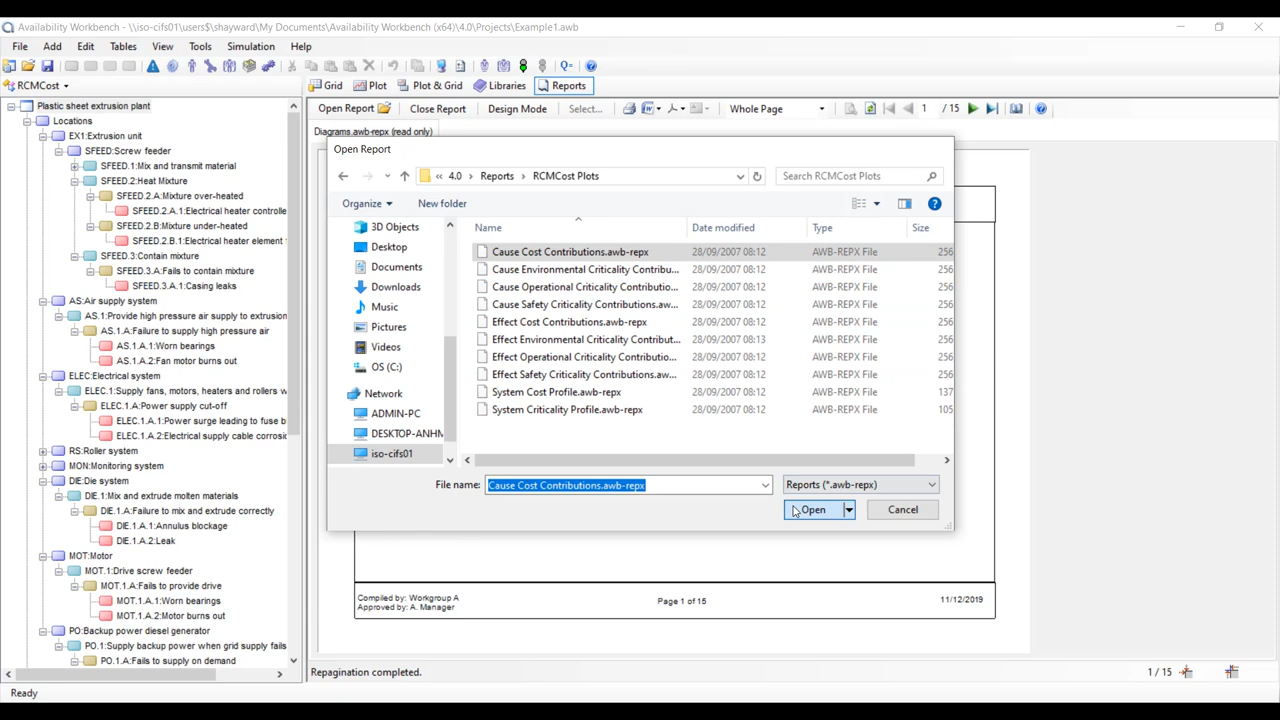 Availability Workbench - \\iso-cifs01\users$\shayward\My Documents\Availability Workbench (x64)\4.0\Projects\Example1.awb
File Add Edit Tables View Tools Simulation Help
Q=
RCMCost Grid Plot Plot & Grid Libraries Reports
Open Report Close Report Design Mode Select... Whole Page 1 / 15
Diagrams.awb-repx (read only)
Plastic sheet extrusion plant
Locations
EX1:Extrusion unit
SFEED:Screw feeder
SFEED.1:Mix and transmit material
SFEED.2:Heat Mixture
SFEED.2.A:Mixture over-heated
SFEED.2.A.1:Electrical heater controlle
SFEED.2.B:Mixture under-heated
SFEED.2.B.1:Electrical heater element
SFEED.3:Contain mixture
SFEED.3.A:Fails to contain mixture
SFEED.3.A.1:Casing leaks
AS:Air supply system
AS.1:Provide high pressure air supply to extrusion
AS.1.A:Failure to supply high pressure air
AS.1.A.1:Worn bearings
AS.1.A.2:Fan motor burns out
ELEC:Electrical system
ELEC.1:Supply fans, motors, heaters and rollers w
ELEC.1.A:Power supply cut-off
ELEC.1.A.1:Power surge leading to fuse b
ELEC.1.A.2:Electrical supply cable corrosic
RS:Roller system
MON:Monitoring system
DIE:Die system
DIE.1:Mix and extrude molten materials
DIE.1.A:Failure to mix and extrude correctly
DIE.1.A.1:Annulus blockage
DIE.1.A.2:Leak
MOT:Motor
MOT.1:Drive screw feeder
MOT.1.A:Fails to provide drive
MOT.1.A.1:Worn bearings
MOT.1.A.2:Motor burns out
PO:Backup power diesel generator
PO.1:Supply backup power when grid supply fails
PO.1.A:Fails to supply on demand
Open Report
« 4.0 > Reports > RCMCost Plots
Search RCMCost Plots
Organize New folder
3D Objects
Desktop
Documents
Downloads
Music
Pictures
Videos
OS (C:)
Network
ADMIN-PC
DESKTOP-ANHM
iso-cifs01
Name Date modified Type Size
Cause Cost Contributions.awb-repx 28/09/2007 08:12 AWB-REPX File 256
Cause Environmental Criticality Contribu... 28/09/2007 08:12 AWB-REPX File 256
Cause Operational Criticality Contributio... 28/09/2007 08:12 AWB-REPX File 256
Cause Safety Criticality Contributions.aw... 28/09/2007 08:12 AWB-REPX File 256
Effect Cost Contributions.awb-repx 28/09/2007 08:12 AWB-REPX File 256
Effect Environmental Criticality Contribut... 28/09/2007 08:13 AWB-REPX File 256
Effect Operational Criticality Contributio... 28/09/2007 08:12 AWB-REPX File 256
Effect Safety Criticality Contributions.aw... 28/09/2007 08:12 AWB-REPX File 256
System Cost Profile.awb-repx 28/09/2007 08:12 AWB-REPX File 137
System Criticality Profile.awb-repx 28/09/2007 08:12 AWB-REPX File 105
File name: Cause Cost Contributions.awb-repx Reports (*.awb-repx)
Open Cancel
Compiled by: Workgroup A
Approved by: A. Manager
Page 1 of 15
11/12/2019
Repagination completed. 1 / 15
Ready